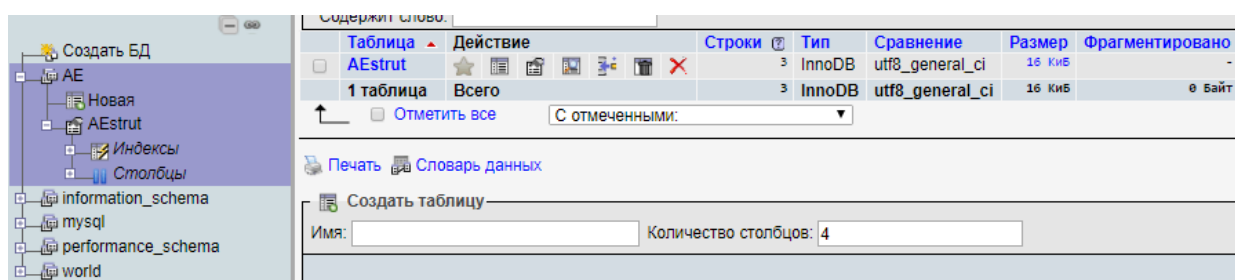 Содержит слово:
Таблица Действие Строки Тип Сравнение Размер Фрагментировано
AEstrut 3 InnoDB utf8_general_ci 16 КиБ -
1 таблица Всего 3 InnoDB utf8_general_ci 16 КиБ 0 Байт
Отметить все С отмеченными:
Печать Словарь данных
Создать таблицу
Имя: Количество столбцов: 4
Создать БД
AE
Новая
AEstrut
Индексы
Столбцы
information_schema
mysql
performance_schema
world